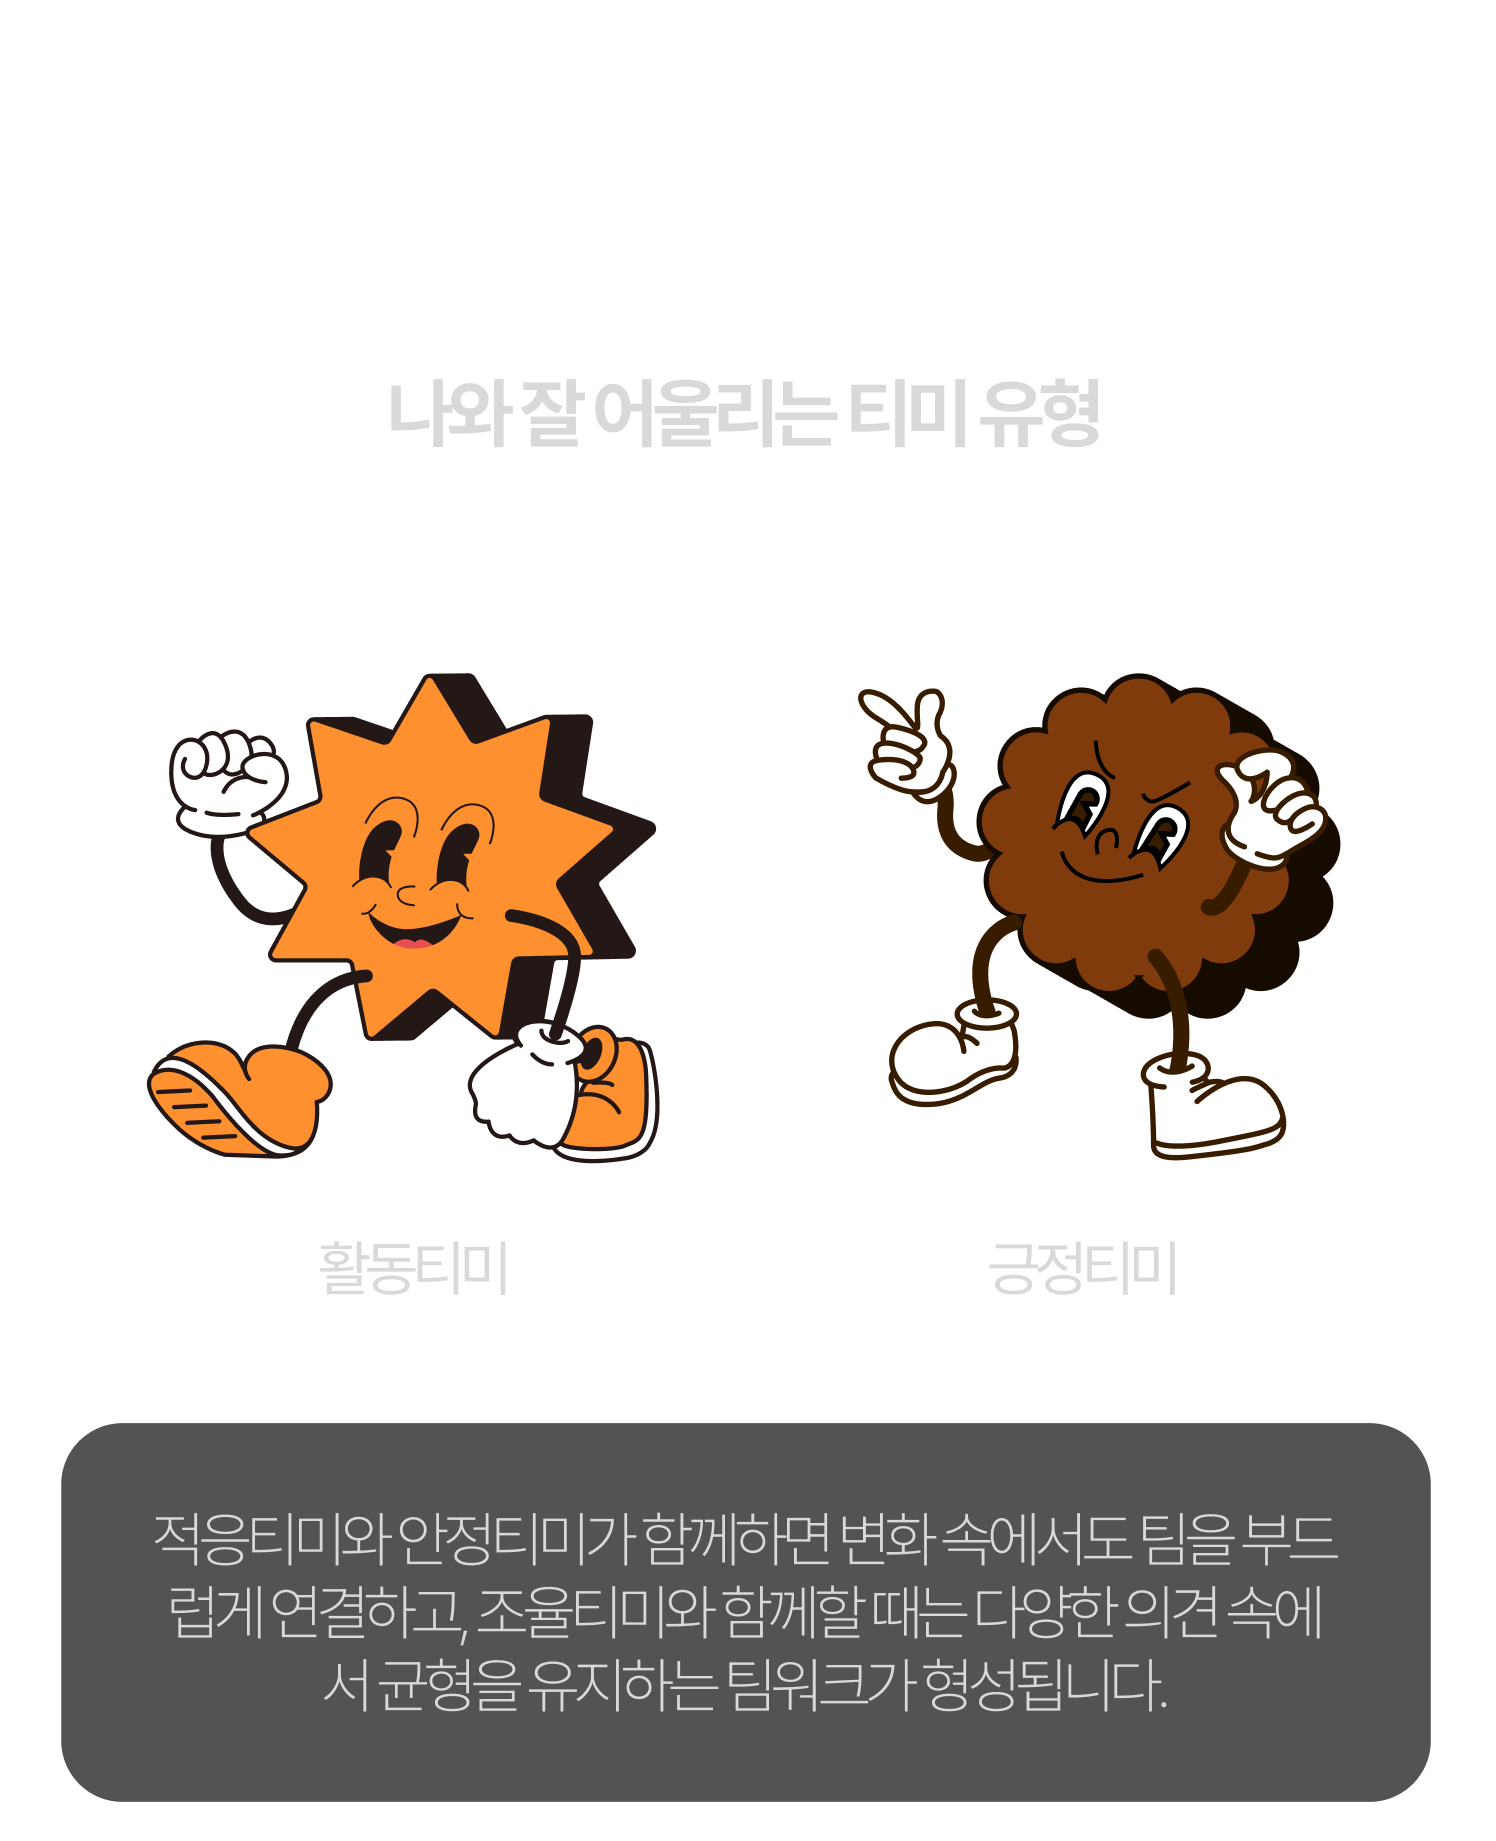 나와 잘 어울리는 티미 유형
활동티미
긍정티미
적응티미와 안정티미가 함께하면 변화 속에서도 팀을 부드
럽게 연결하고, 조율티미와 함께할 때는 다양한 의견 속에
서 균형을 유지하는 팀워크가 형성됩니다.